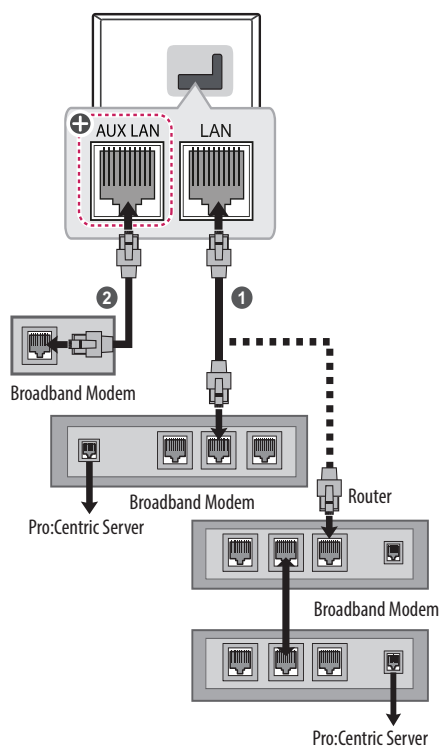 AUX LAN
LAN
2
1
Broadband Modem
Broadband Modem
Router
Pro:Centric Server
Broadband Modem
Pro:Centric Server